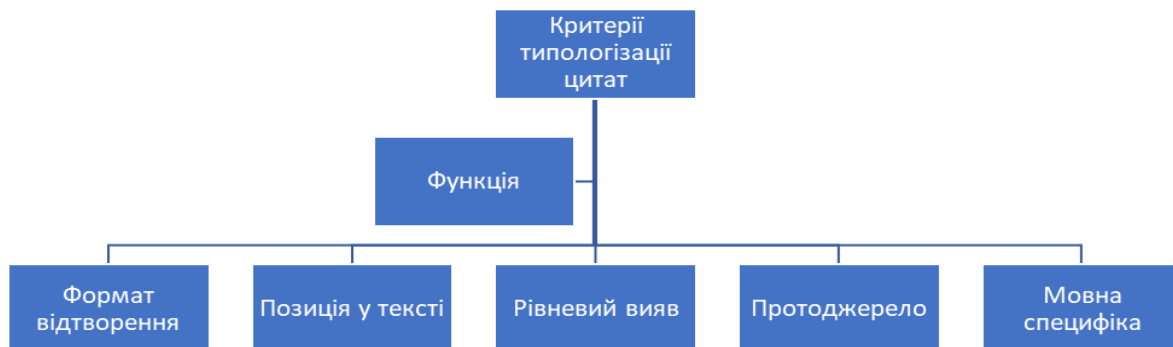 Критерії
типологізації
цитат
Функція
Формат
відтворення
Позиція у тексті
Рівневий вияв
Протоджерело
Мовна
специфіка